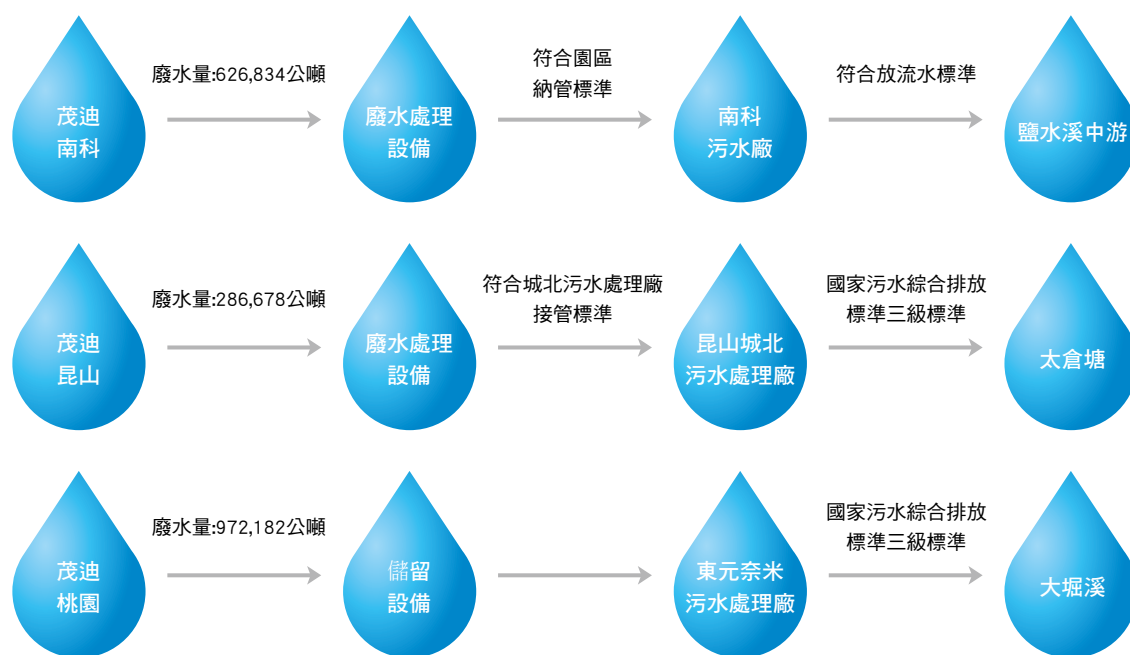 廢水量:626,834公噸
符合園區
納管標準
符合放流水標準
茂迪
南科
廢水處理
設備
南科
污水廠
鹽水溪中游
廢水量:286,678公噸
符合城北污水處理廠
接管標準
國家污水綜合排放
標準三級標準
茂迪
昆山
廢水處理
設備
昆山城北
污水處理廠
太倉塘
廢水量:972,182公噸
國家污水綜合排放
標準三級標準
茂迪
桃園
儲留
設備
東元奈米
污水處理廠
大堀溪